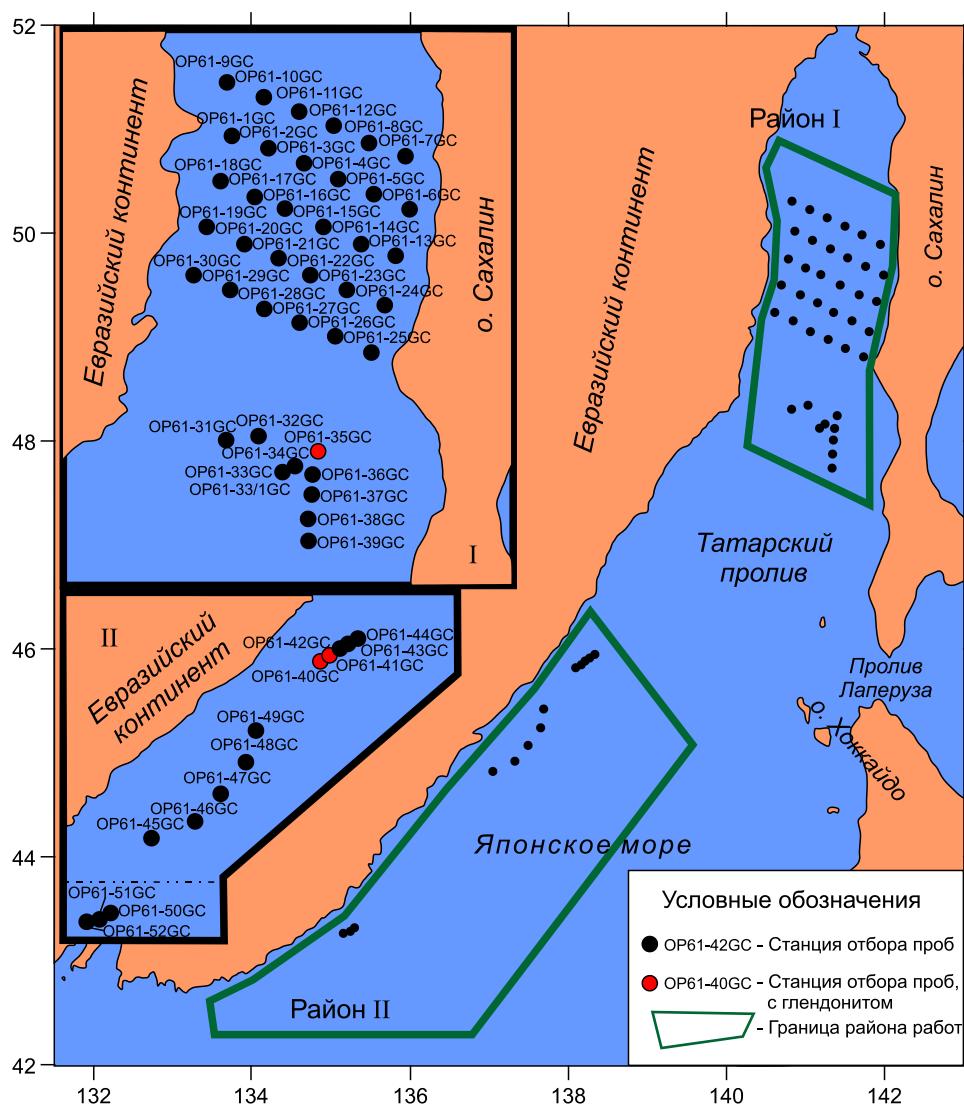 52
50
48
46
44
42
132
134
136
138
140
142
Евразийский континент
о. Сахалин
I
OP61-9GC
OP61-10GC
OP61-11GC
OP61-12GC
OP61-1GC
OP61-8GC
OP61-2GC
OP61-7GC
OP61-3GC
OP61-18GC
OP61-4GC
OP61-17GC
OP61-5GC
OP61-16GC
OP61-6GC
OP61-19GC
OP61-15GC
OP61-20GC
OP61-14GC
OP61-21GC
OP61-13GC
OP61-30GC
OP61-22GC
OP61-29GC
OP61-23GC
OP61-28GC
OP61-24GC
OP61-27GC
OP61-26GC
OP61-25GC
OP61-32GC
OP61-31GC
OP61-35GC
OP61-34GC
OP61-33GC
OP61-36GC
OP61-33/1GC
OP61-37GC
OP61-38GC
OP61-39GC
II
Евразийский
континент
OP61-44GC
OP61-42GC
OP61-43GC
OP61-41GC
OP61-40GC
OP61-49GC
OP61-48GC
OP61-47GC
OP61-46GC
OP61-45GC
OP61-51GC
OP61-50GC
OP61-52GC
Евразийский континент
Район I
о. Сахалин
Татарский
пролив
Пролив
Лаперуза
о. Хоккайдо
Японское море
Район II
Условные обозначения
OP61-42GC - Станция отбора проб
OP61-40GC - Станция отбора проб,
с глендонитом
- Граница района работ